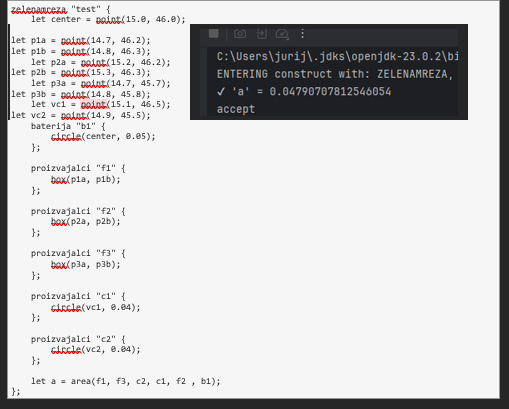 zelenamreza "test" {
let center = point(15.0, 46.0);
let p1a = point(14.7, 46.2);
let p1b = point(14.8, 46.3);
let p2a = point(15.2, 46.2);
let p2b = point(15.3, 46.3);
let p3a = point(14.7, 45.7);
let p3b = point(14.8, 45.8);
let vc1 = point(15.1, 46.5);
let vc2 = point(14.9, 45.5);
baterija "b1" {
circle(center, 0.05);
};
proizvajalci "f1" {
box(p1a, p1b);
};
proizvajalci "f2" {
box(p2a, p2b);
};
proizvajalci "f3" {
box(p3a, p3b);
};
proizvajalci "c1" {
circle(vc1, 0.04);
};
proizvajalci "c2" {
circle(vc2, 0.04);
};
let a = area(f1, f3, c2, c1, f2 , b1);
};
C:\Users\jurij\.jdks\openjdk-23.0.2\bi
ENTERING construct with: ZELENAMREZA,
✓ 'a' = 0.04790707812546054
accept